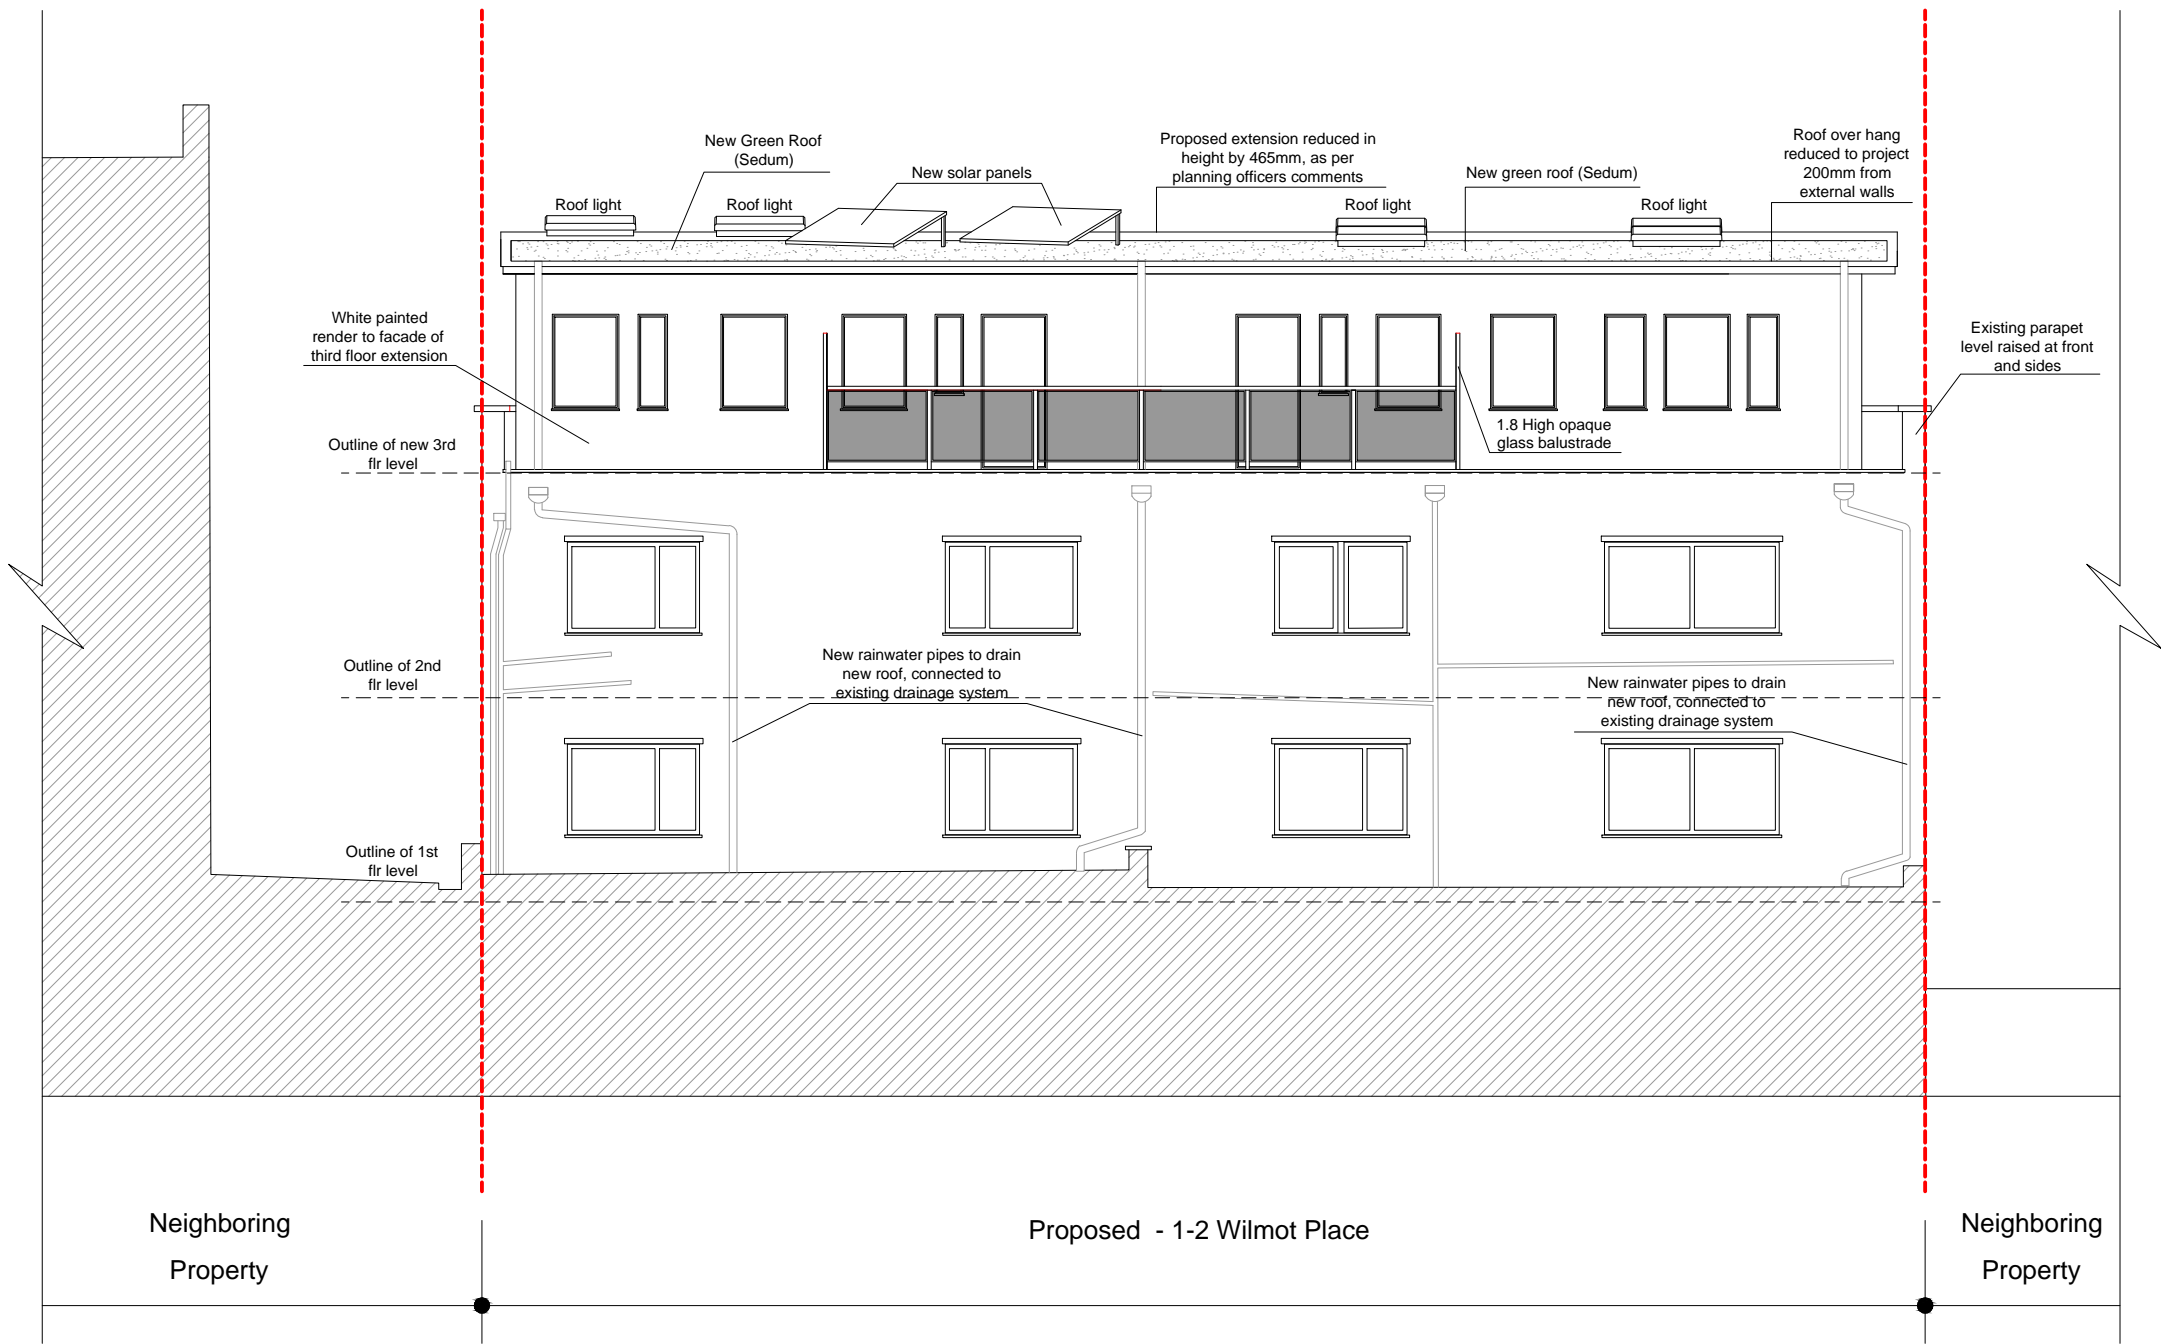 New Green Roof
(Sedum)
New solar panels
Proposed extension reduced in
height by 465mm, as per
planning officers comments
New green roof (Sedum)
Roof over hang
reduced to project
200mm from
external walls
Roof light
Roof light
Roof light
Roof light
White painted
render to facade of
third floor extension
Existing parapet
level raised at front
and sides
1.8 High opaque
glass balustrade
Outline of new 3rd
flr level
Outline of 2nd
flr level
New rainwater pipes to drain
new roof, connected to
existing drainage system
New rainwater pipes to drain
new roof, connected to
existing drainage system
Outline of 1st
flr level
Neighboring
Property
Proposed - 1-2 Wilmot Place
Neighboring
Property